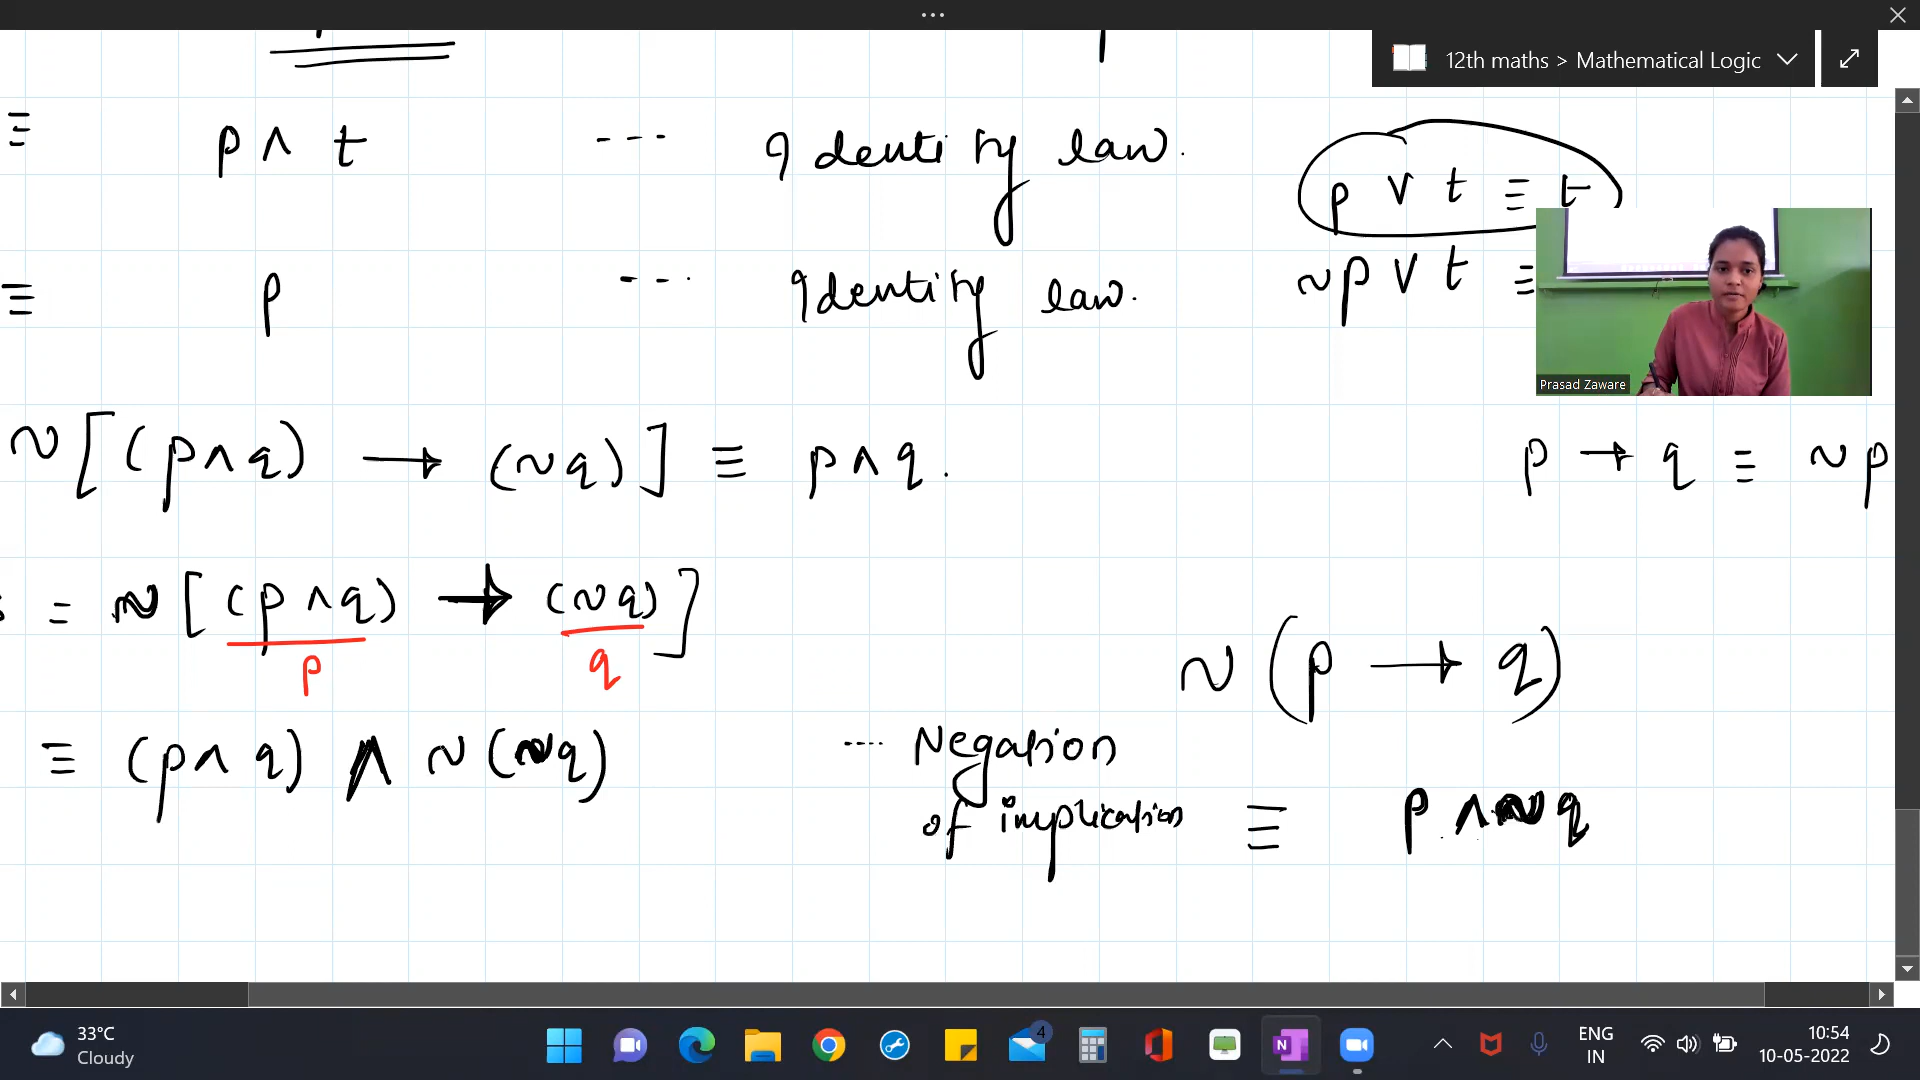 12th maths > Mathematical Logic
≡ p ∧ t --- Identity law.
p ∨ t ≡ t
≡ p --- Identity law.
~p ∨ t ≡
Prasad Zaware
~[(p∧q) → (~q)] ≡ p∧q.
p → q ≡ ~p
= ~[(p∧q) → (~q)]
p q
~(p → q)
≡ (p∧q) ∧ ~(~q) ---- Negation
of implication ≡ p ∧ ~q
33°C
Cloudy
4
N
ENG
IN
10:54
10-05-2022